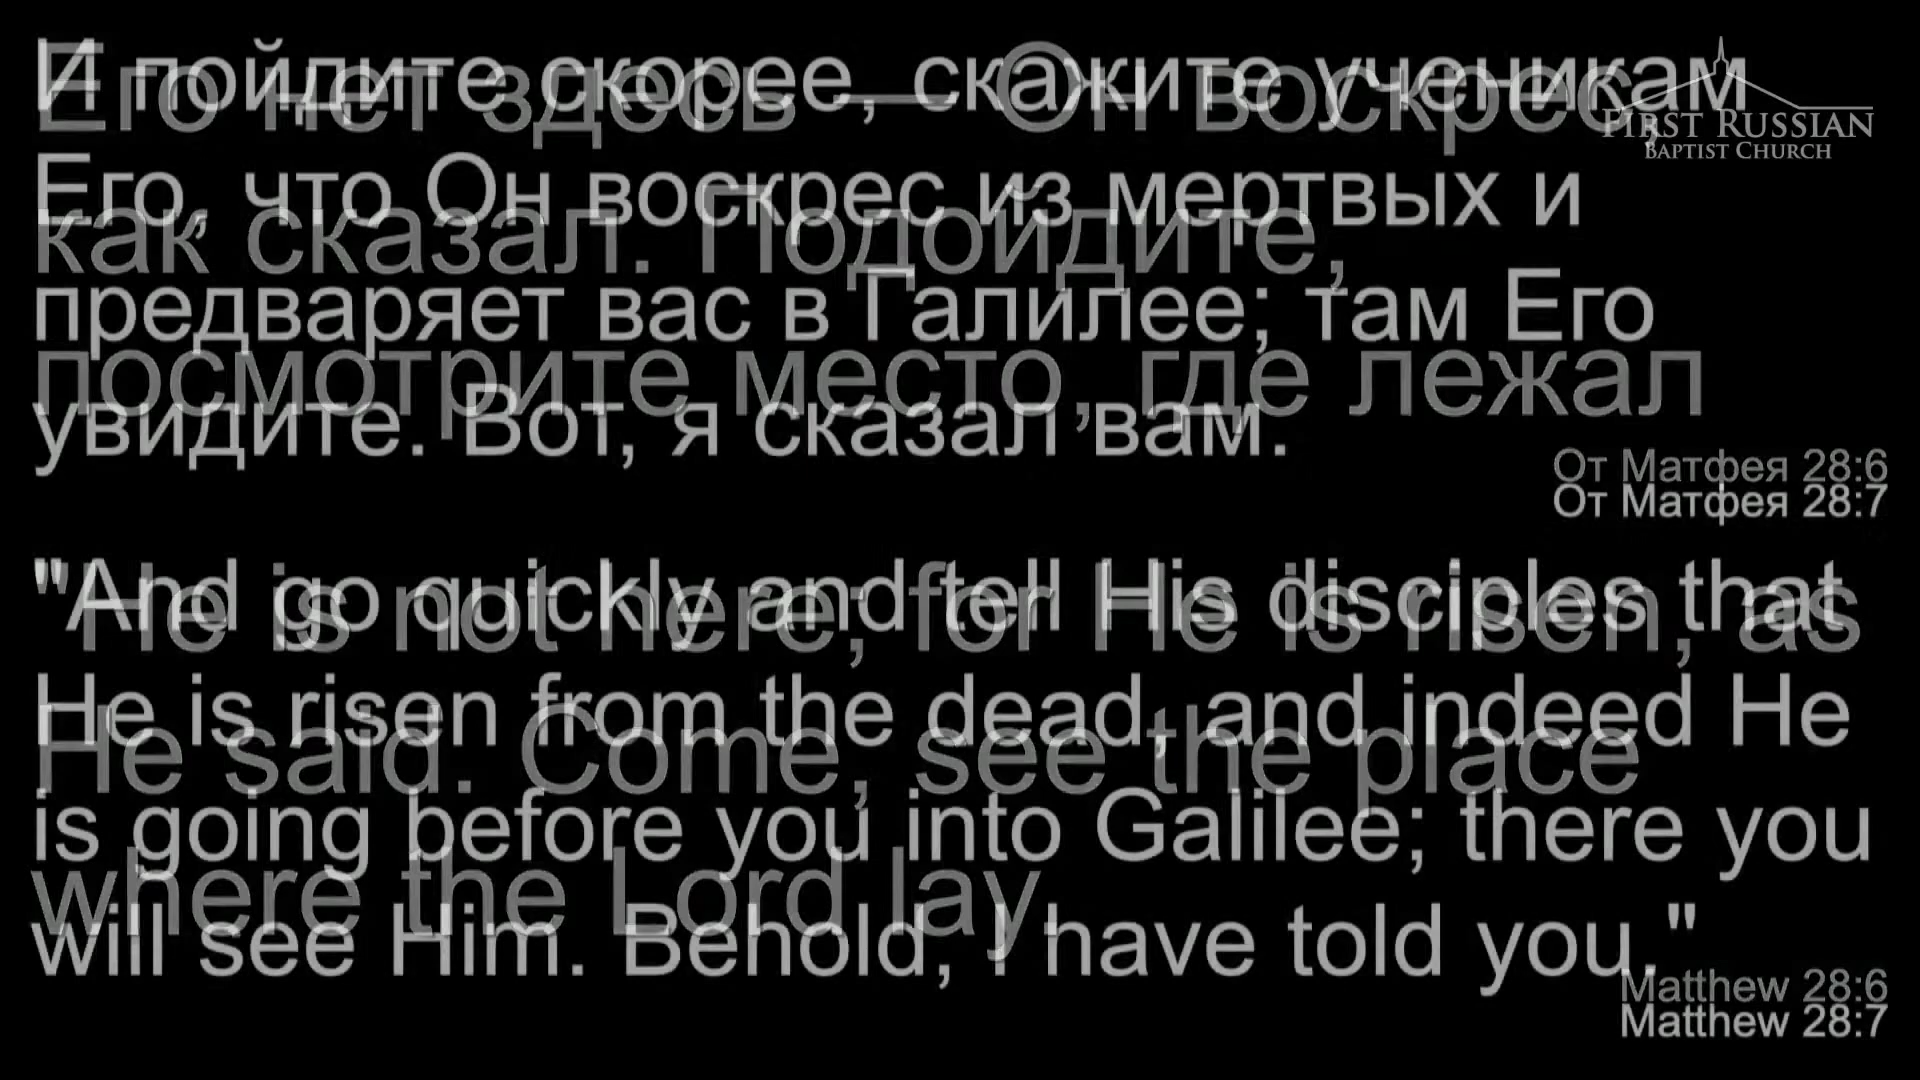 И пойдите скорее, скажите ученикам
Его, что Он воскрес из мертвых и
предваряет вас в Галилее; там Его
увидите. Вот, я сказал вам.
От Матфея 28:7
Его нет здесь — Он воскрес,
как сказал. Подойдите,
посмотрите место, где лежал
От Матфея 28:6
FIRST RUSSIAN
BAPTIST CHURCH
"And go quickly and tell His disciples that
He is risen from the dead, and indeed He
is going before you into Galilee; there you
will see Him. Behold, I have told you."
Matthew 28:7
"He is not here; for He is risen, as
He said. Come, see the place
where the Lord lay
Matthew 28:6